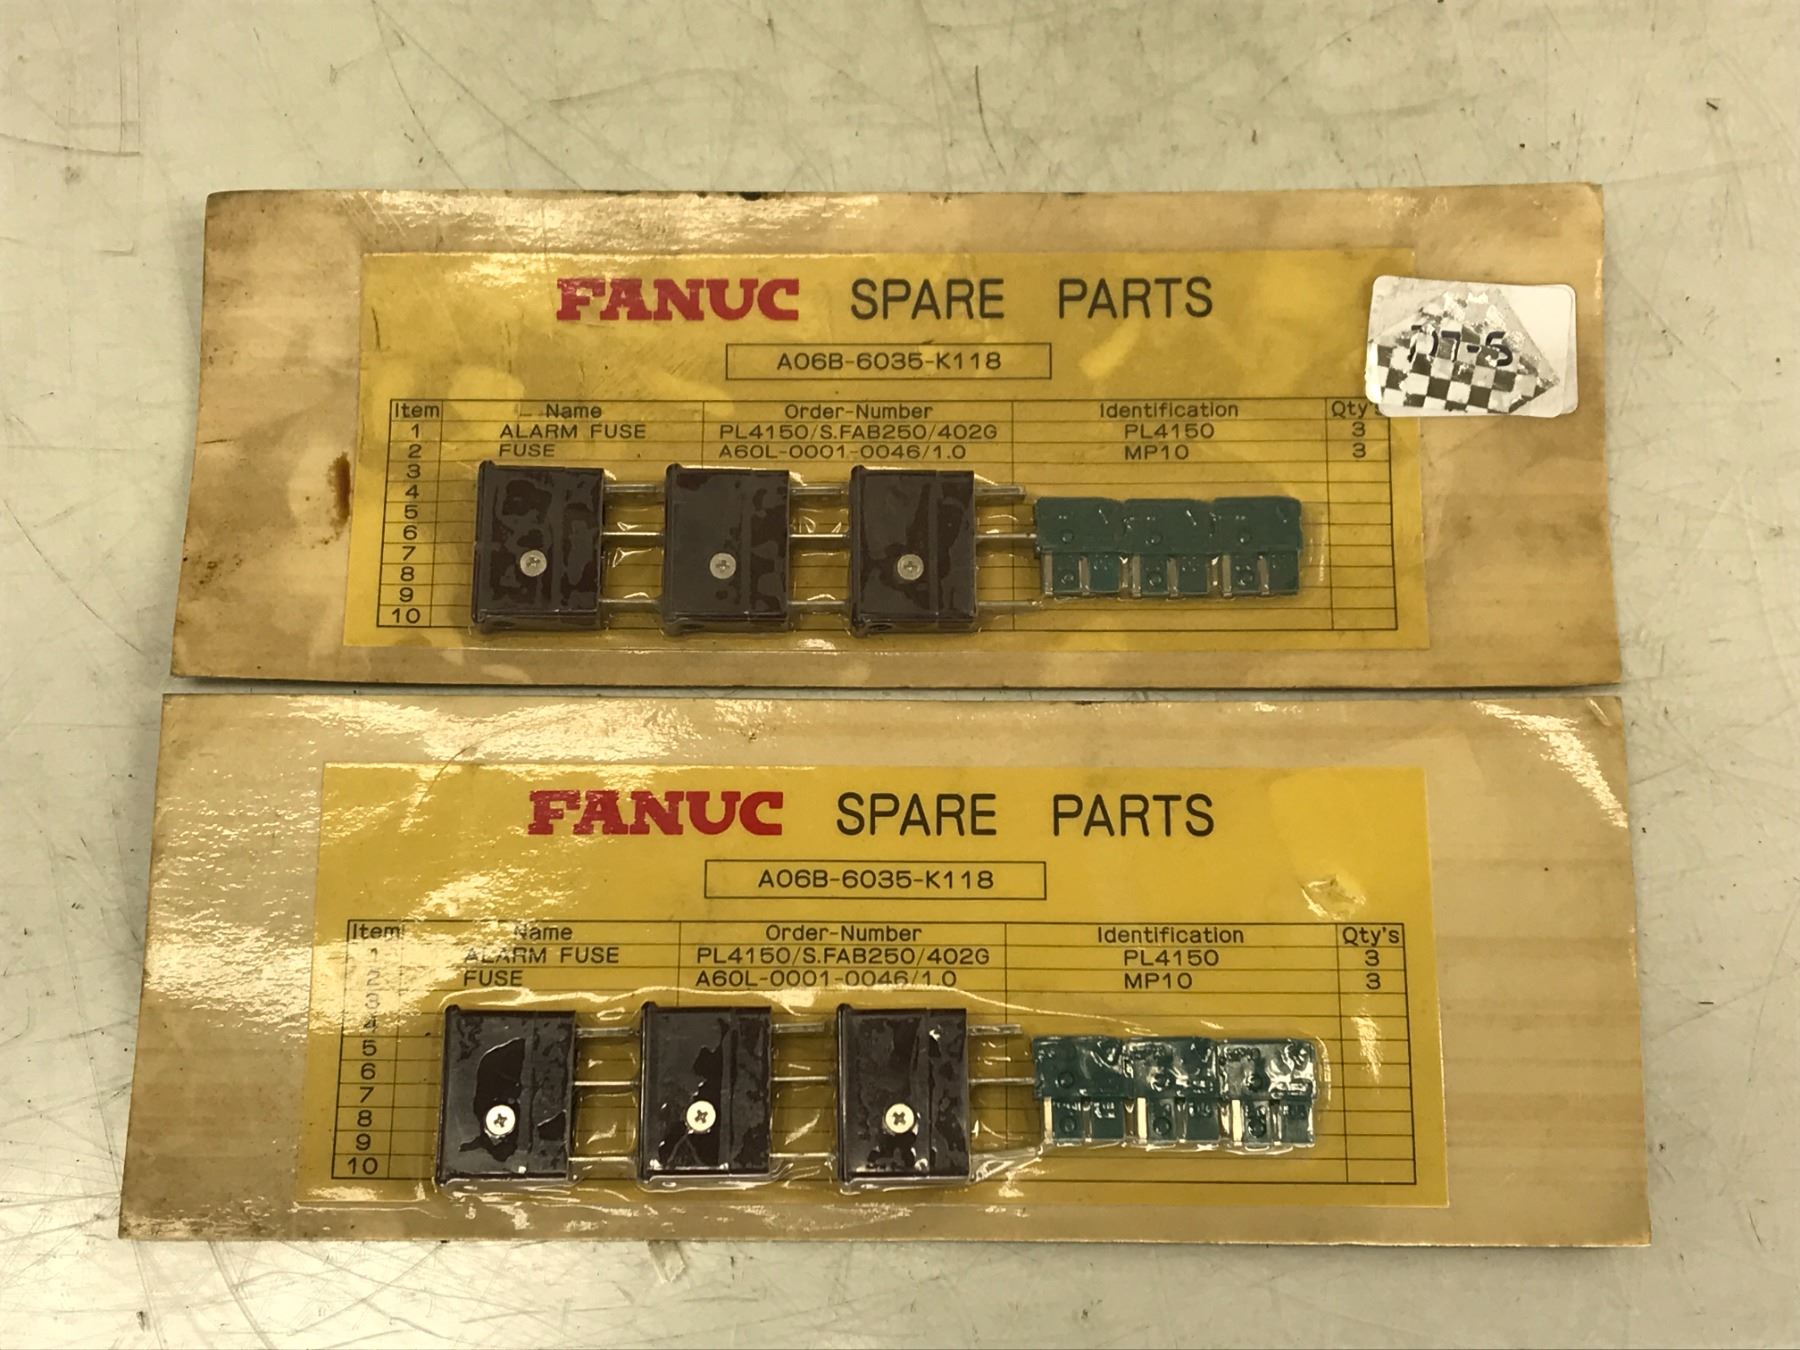 FANUC SPARE PARTS
A06B-6035-K118
Item Name Order-Number Identification Qty's
1 ALARM FUSE PL4150/S.FAB250/402G PL4150 3
2 FUSE A60L-0001-0046/1.0 MP10 3
3
4
5
6
7
8
9
10
FANUC SPARE PARTS
A06B-6035-K118
Item Name Order-Number Identification Qty's
1 ALARM FUSE PL4150/S.FAB250/402G PL4150 3
2 FUSE A60L-0001-0046/1.0 MP10 3
3
4
5
6
7
8
9
10